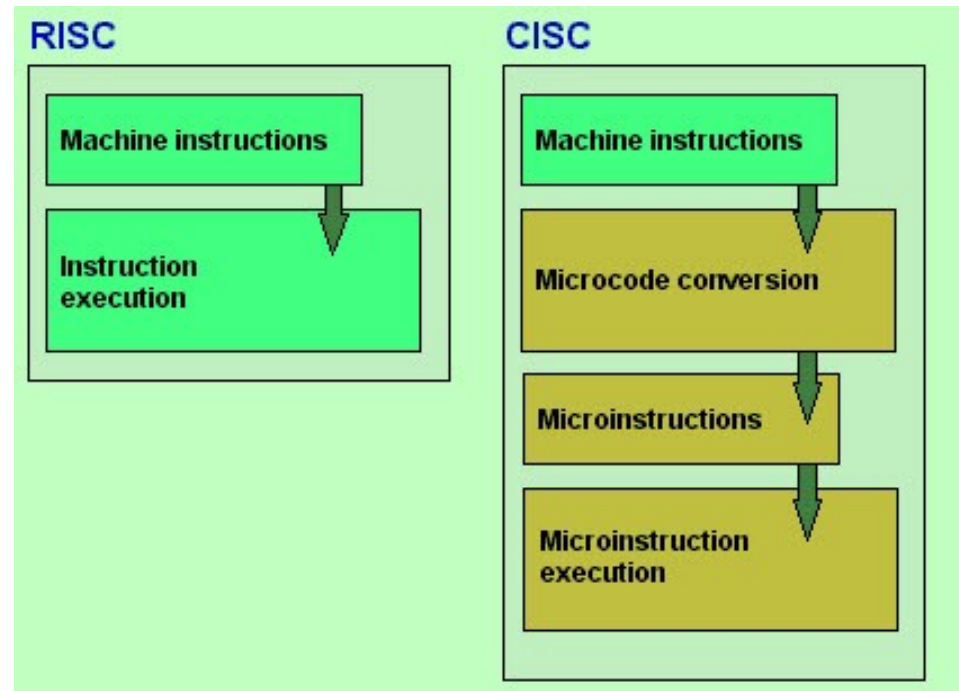 RISC
Machine instructions
Instruction
execution
CISC
Machine instructions
Microcode conversion
Microinstructions
Microinstruction
execution